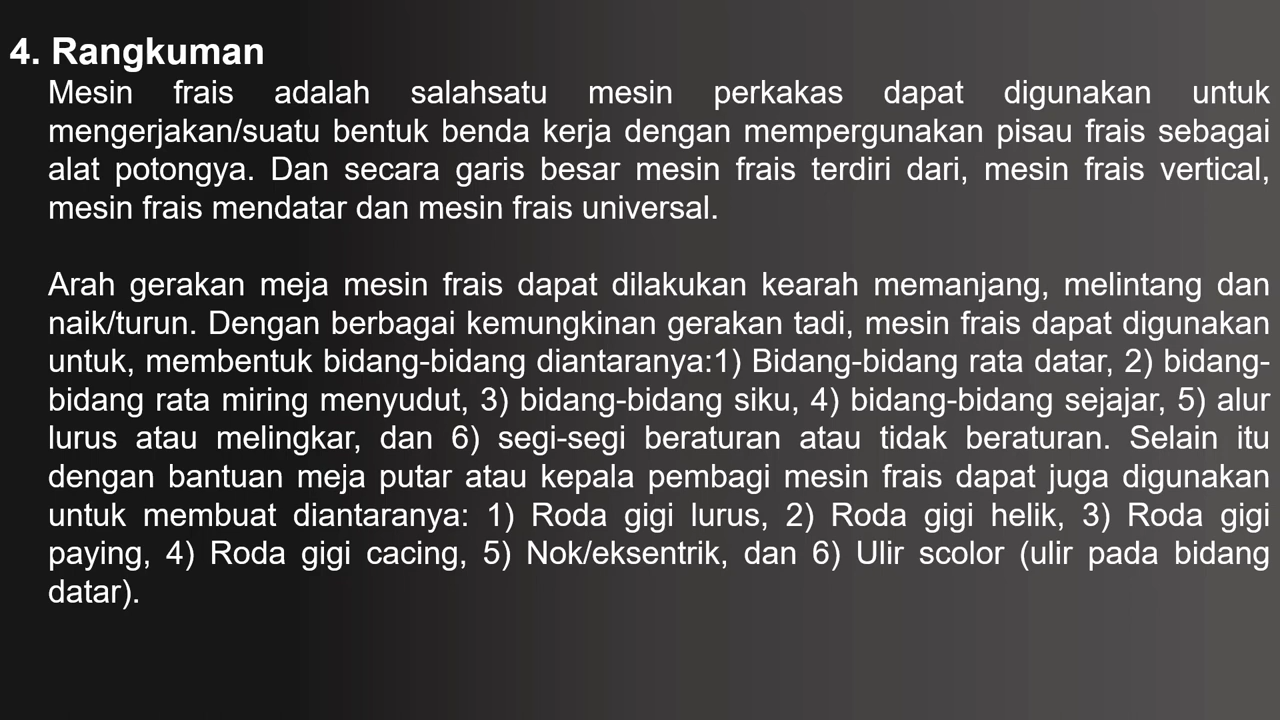 4. Rangkuman
Mesin frais adalah salahsatu mesin perkakas dapat digunakan untuk
mengerjakan/suatu bentuk benda kerja dengan mempergunakan pisau frais sebagai
alat potongya. Dan secara garis besar mesin frais terdiri dari, mesin frais vertical,
mesin frais mendatar dan mesin frais universal.
Arah gerakan meja mesin frais dapat dilakukan kearah memanjang, melintang dan
naik/turun. Dengan berbagai kemungkinan gerakan tadi, mesin frais dapat digunakan
untuk, membentuk bidang-bidang diantaranya:1) Bidang-bidang rata datar, 2) bidang-
bidang rata miring menyudut, 3) bidang-bidang siku, 4) bidang-bidang sejajar, 5) alur
lurus atau melingkar, dan 6) segi-segi beraturan atau tidak beraturan. Selain itu
dengan bantuan meja putar atau kepala pembagi mesin frais dapat juga digunakan
untuk membuat diantaranya: 1) Roda gigi lurus, 2) Roda gigi helik, 3) Roda gigi
paying, 4) Roda gigi cacing, 5) Nok/eksentrik, dan 6) Ulir scolor (ulir pada bidang
datar).